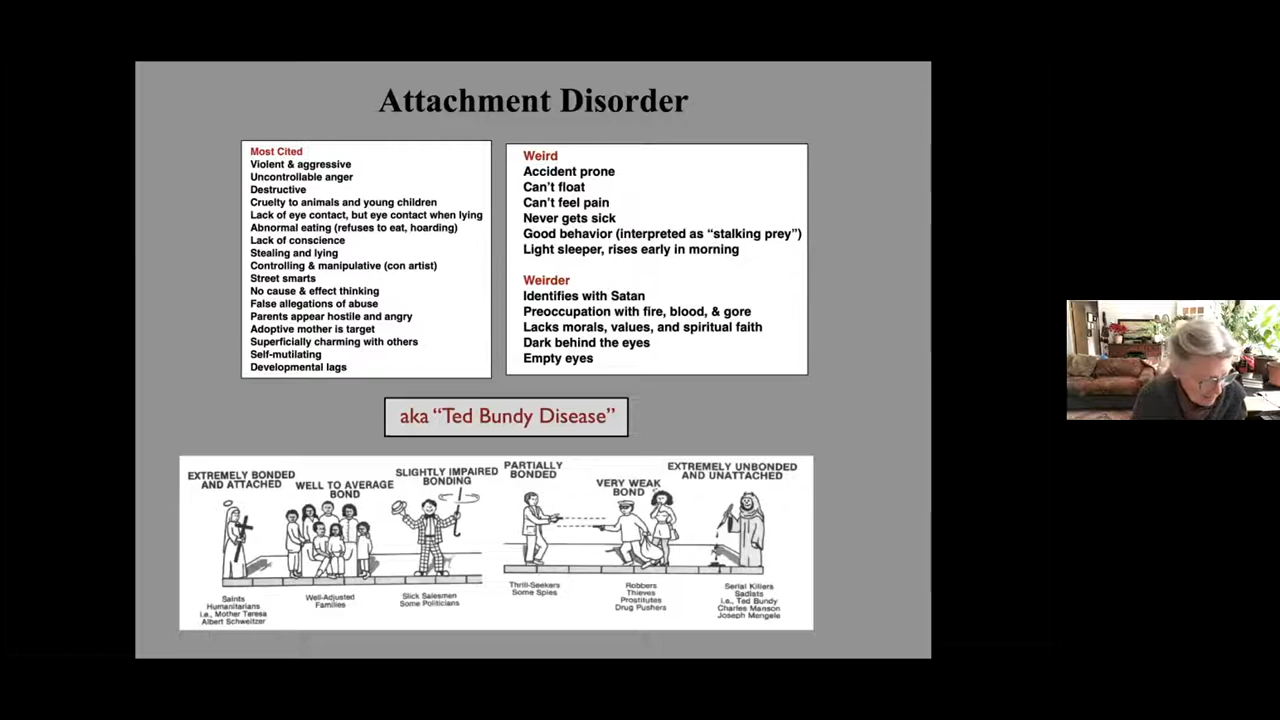 Attachment Disorder
Most Cited
Violent & aggressive
Uncontrollable anger
Destructive
Cruelty to animals and young children
Lack of eye contact, but eye contact when lying
Abnormal eating (refuses to eat, hoarding)
Lack of conscience
Stealing and lying
Controlling & manipulative (con artist)
Street smarts
No cause & effect thinking
False allegations of abuse
Parents appear hostile and angry
Adoptive mother is target
Superficially charming with others
Self-mutilating
Developmental lags
Weird
Accident prone
Can't float
Can't feel pain
Never gets sick
Good behavior (interpreted as “stalking prey”)
Light sleeper, rises early in morning
Weirder
Identifies with Satan
Preoccupation with fire, blood, & gore
Lacks morals, values, and spiritual faith
Dark behind the eyes
Empty eyes
aka “Ted Bundy Disease”
EXTREMELY BONDED
AND ATTACHED
WELL TO AVERAGE
BOND
SLIGHTLY IMPAIRED
BONDING
PARTIALLY
BONDED
VERY WEAK
BOND
EXTREMELY UNBONDED
AND UNATTACHED
Saints
Humanitarians
i.e., Mother Teresa
Albert Schweitzer
Well-Adjusted
Families
Slick Salesmen
Some Politicians
Thrill-Seekers
Some Spies
Robbers
Thieves
Prostitutes
Drug Pushers
Serial Killers
Sadists
i.e., Ted Bundy
Charles Manson
Joseph Mengele